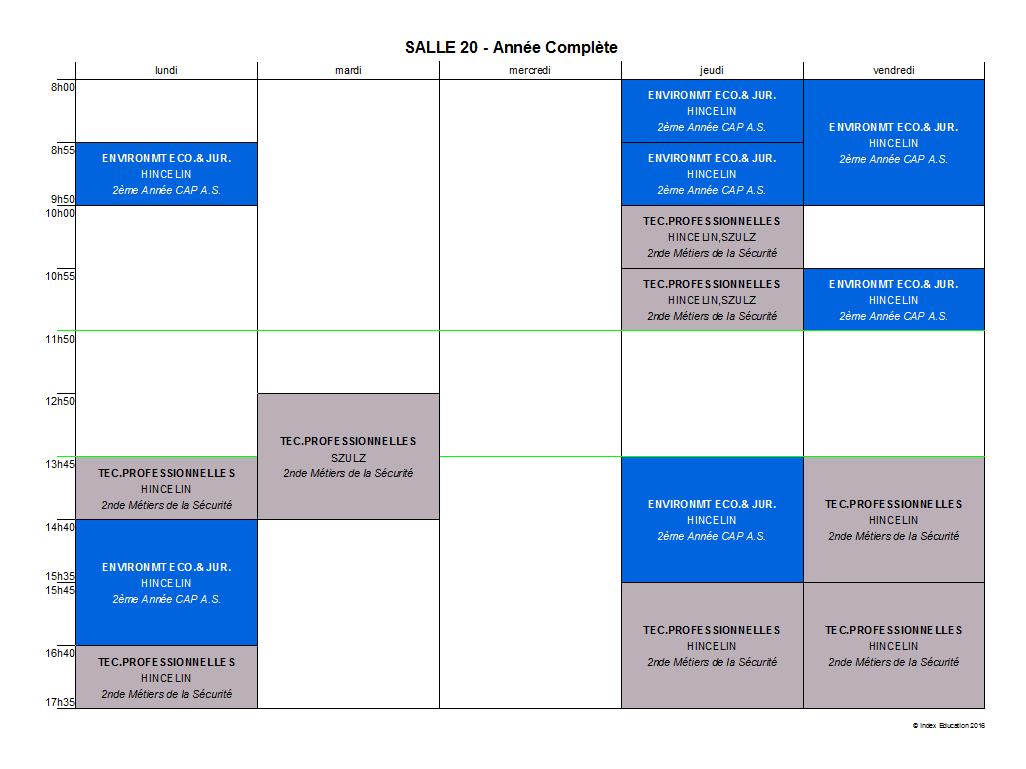 SALLE 20 - Année Complète
lundi
mardi
mercredi
jeudi
vendredi
8h00
8h55
9h50
10h00
10h55
11h50
12h50
13h45
14h40
15h35
15h45
16h40
17h35
ENVIRONMT ECO.& JUR.
HINCELIN
2ème Année CAP A.S.
TEC.PROFESSIONNELLES
HINCELIN
2nde Métiers de la Sécurité
ENVIRONMT ECO.& JUR.
HINCELIN
2ème Année CAP A.S.
TEC.PROFESSIONNELLES
HINCELIN
2nde Métiers de la Sécurité
TEC.PROFESSIONNELLES
SZULZ
2nde Métiers de la Sécurité
ENVIRONMT ECO.& JUR.
HINCELIN
2ème Année CAP A.S.
ENVIRONMT ECO.& JUR.
HINCELIN
2ème Année CAP A.S.
TEC.PROFESSIONNELLES
HINCELIN,SZULZ
2nde Métiers de la Sécurité
TEC.PROFESSIONNELLES
HINCELIN,SZULZ
2nde Métiers de la Sécurité
ENVIRONMT ECO.& JUR.
HINCELIN
2ème Année CAP A.S.
TEC.PROFESSIONNELLES
HINCELIN
2nde Métiers de la Sécurité
ENVIRONMT ECO.& JUR.
HINCELIN
2ème Année CAP A.S.
ENVIRONMT ECO.& JUR.
HINCELIN
2ème Année CAP A.S.
TEC.PROFESSIONNELLES
HINCELIN
2nde Métiers de la Sécurité
TEC.PROFESSIONNELLES
HINCELIN
2nde Métiers de la Sécurité
© Index Education 2016